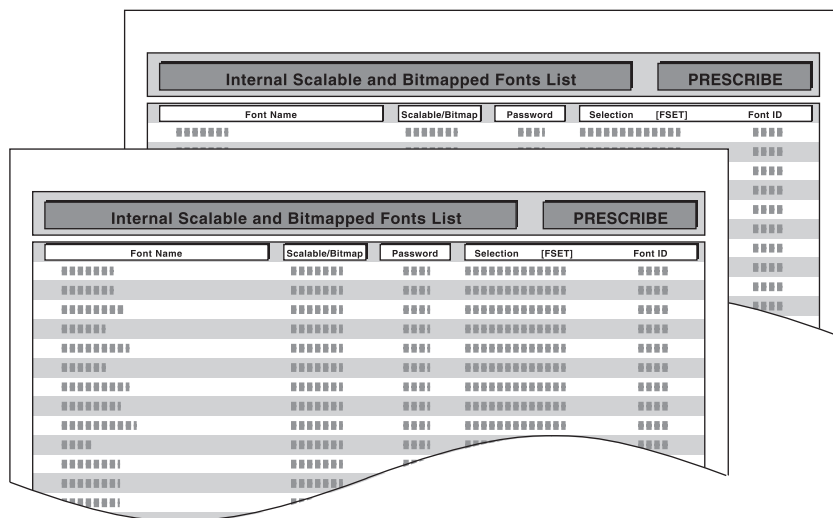 Internal Scalable and Bitmapped Fonts List PRESCRIBE
Font Name Scalable/Bitmap Password Selection [FSET] Font ID
Internal Scalable and Bitmapped Fonts List PRESCRIBE
Font Name Scalable/Bitmap Password Selection [FSET] Font ID